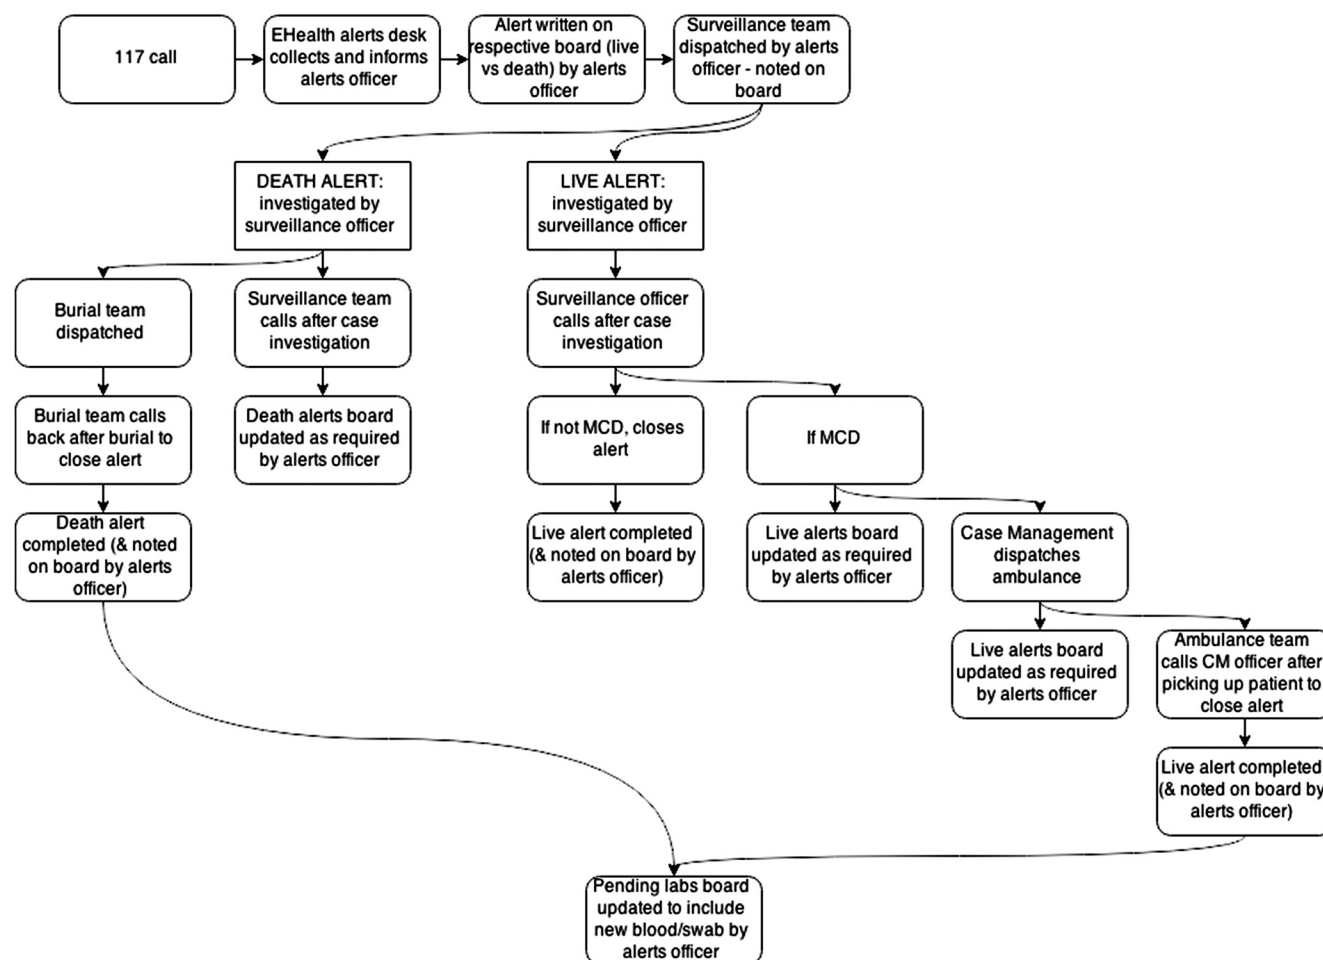 117 call
EHealth alerts desk
collects and informs
alerts officer
Alert written on
respective board (live
vs death) by alerts
officer
Surveillance team
dispatched by alerts
officer - noted on
board
DEATH ALERT:
investigated by
surveillance officer
LIVE ALERT:
investigated by
surveillance officer
Burial team
dispatched
Surveillance team
calls after case
investigation
Surveillance officer
calls after case
investigation
Burial team calls
back after burial to
close alert
Death alerts board
updated as required
by alerts officer
If not MCD, closes
alert
If MCD
Death alert
completed (& noted
on board by alerts
officer)
Live alert completed
(& noted on board by
alerts officer)
Live alerts board
updated as required
by alerts officer
Case Management
dispatches
ambulance
Live alerts board
updated as required
by alerts officer
Ambulance team
calls CM officer after
picking up patient to
close alert
Live alert completed
(& noted on board by
alerts officer)
Pending labs board
updated to include
new blood/swab by
alerts officer